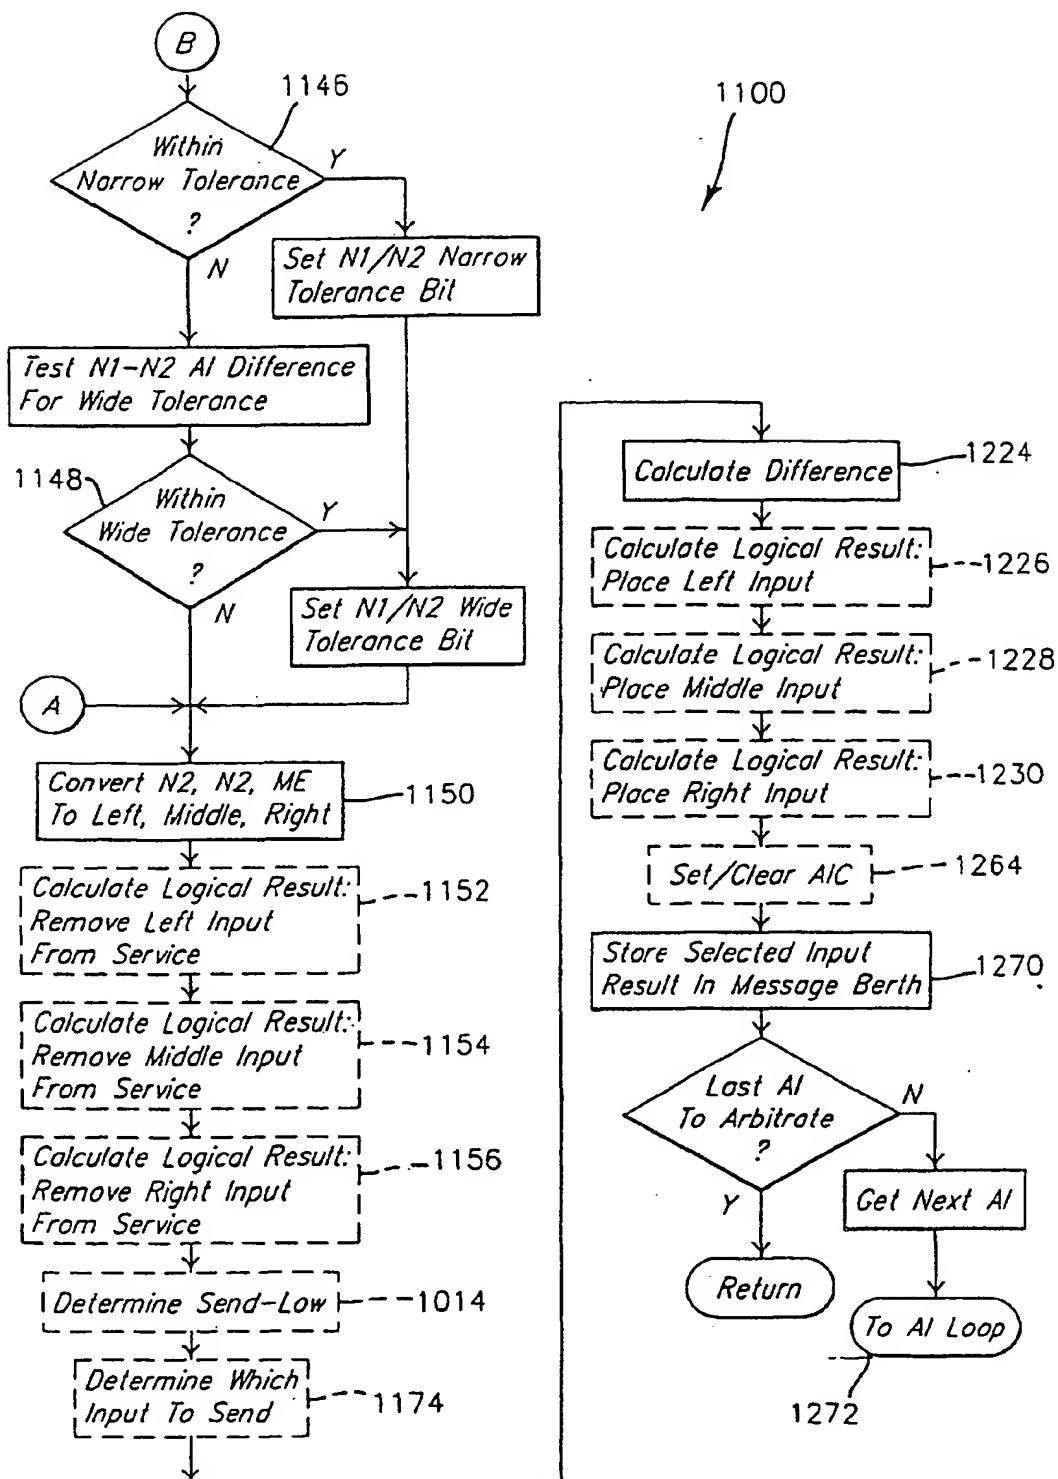 B
1146
1100
Within
Narrow Tolerance
?
Y
N
Set N1/N2 Narrow
Tolerance Bit
Test N1-N2 AI Difference
For Wide Tolerance
1148
Within
Wide Tolerance
?
Y
N
Set N1/N2 Wide
Tolerance Bit
A
Convert N2, N2, ME
To Left, Middle, Right
1150
Calculate Logical Result:
Remove Left Input
From Service
1152
Calculate Logical Result:
Remove Middle Input
From Service
1154
Calculate Logical Result:
Remove Right Input
From Service
1156
Determine Send-Low
1014
Determine Which
Input To Send
1174
Calculate Difference
1224
Calculate Logical Result:
Place Left Input
1226
Calculate Logical Result:
Place Middle Input
1228
Calculate Logical Result:
Place Right Input
1230
Set/Clear AIC
1264
Store Selected Input
Result In Message Berth
1270
Last AI
To Arbitrate
?
N
Y
Get Next AI
Return
To AI Loop
1272